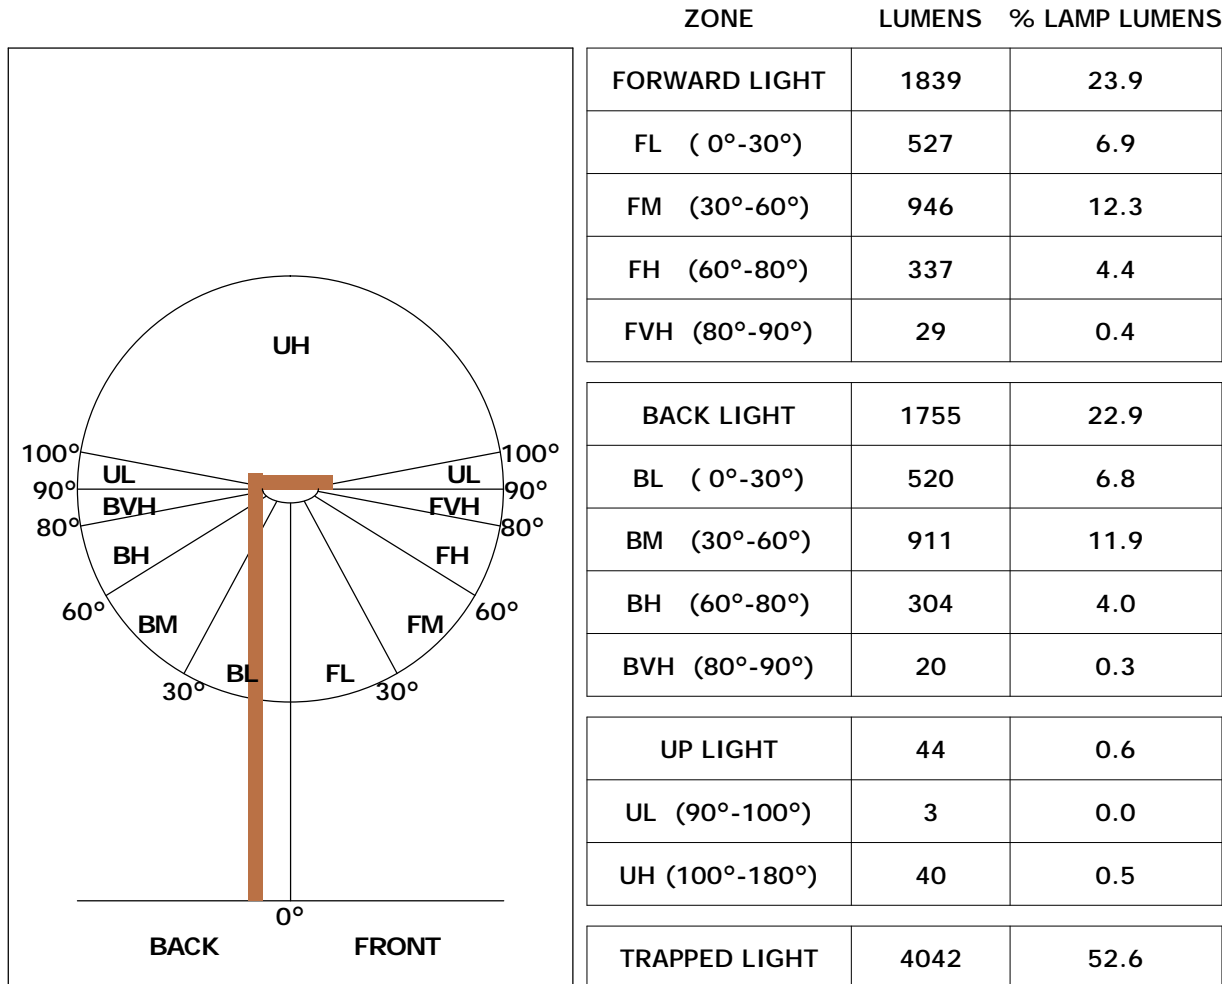 ZONE LUMENS % LAMP LUMENS
FORWARD LIGHT 1839 23.9
FL ( 0°-30°) 527 6.9
FM (30°-60°) 946 12.3
FH (60°-80°) 337 4.4
FVH (80°-90°) 29 0.4
BACK LIGHT 1755 22.9
BL ( 0°-30°) 520 6.8
BM (30°-60°) 911 11.9
BH (60°-80°) 304 4.0
BVH (80°-90°) 20 0.3
UP LIGHT 44 0.6
UL (90°-100°) 3 0.0
UH (100°-180°) 40 0.5
TRAPPED LIGHT 4042 52.6
UH
100° 100°
UL UL
90° 90°
BVH FVH
80° 80°
BH FH
60° 60°
BM FM
BL FL
30° 30°
0°
BACK FRONT